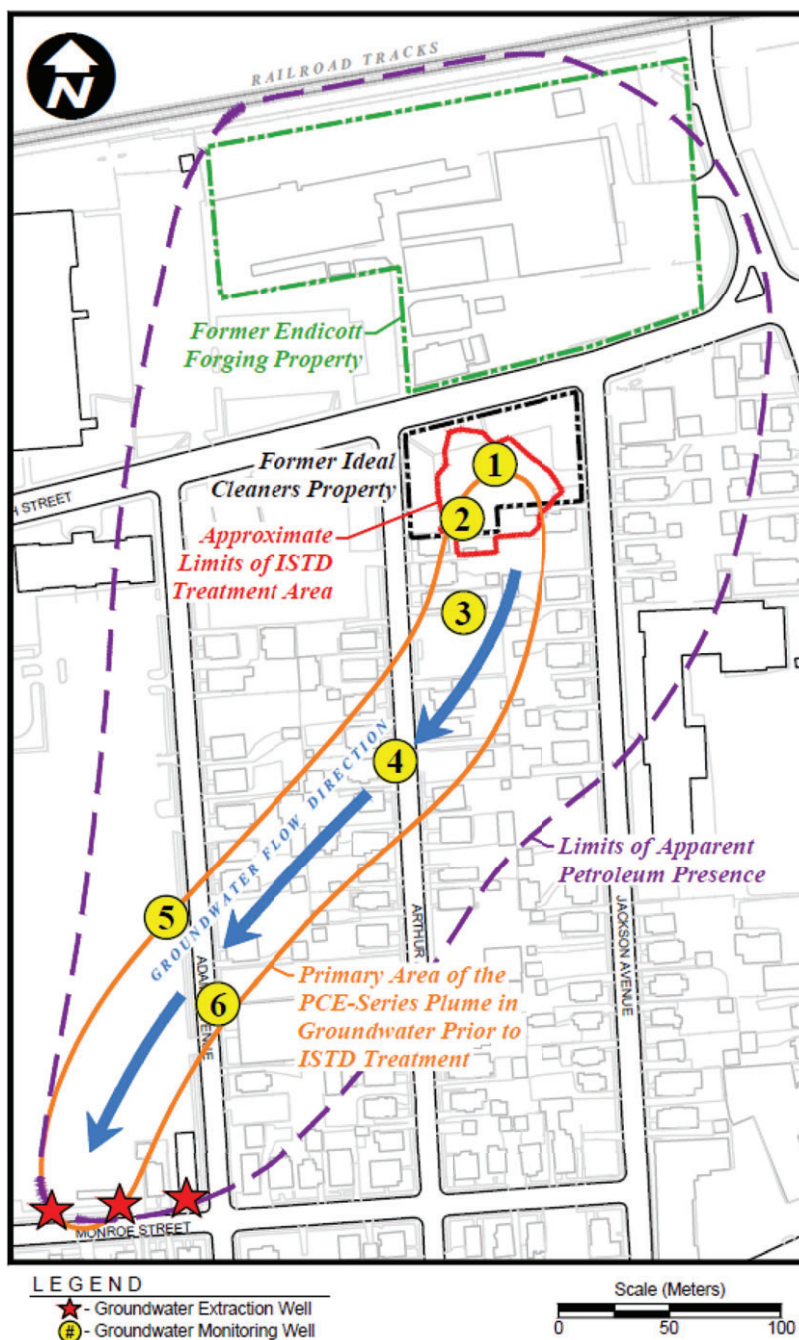 N
RAILROAD TRACKS
Former Endicott
Forging Property
Former Ideal
Cleaners Property
H STREET
Approximate
Limits of ISTD
Treatment Area
1
2
3
4
5
6
GROUNDWATER FLOW DIRECTION
Limits of Apparent
Petroleum Presence
ARTHUR
JACKSON AVENUE
Primary Area of the
PCE-Series Plume in
Groundwater Prior to
ISTD Treatment
MONROE STREET
LEGEND
- Groundwater Extraction Well
# - Groundwater Monitoring Well
Scale (Meters)
0 50 100